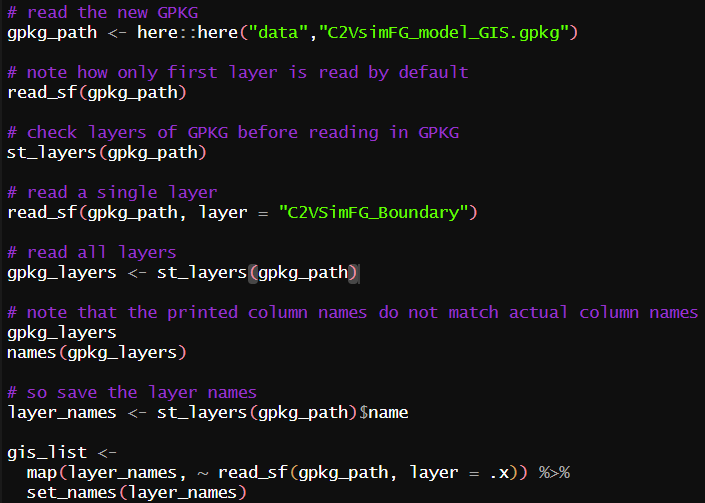 # read the new GPKG
gpkg_path <- here::here("data","C2VsimFG_model_GIS.gpkg")
# note how only first layer is read by default
read_sf(gpkg_path)
# check layers of GPKG before reading in GPKG
st_layers(gpkg_path)
# read a single layer
read_sf(gpkg_path, layer = "C2VSimFG_Boundary")
# read all layers
gpkg_layers <- st_layers(gpkg_path)
# note that the printed column names do not match actual column names
gpkg_layers
names(gpkg_layers)
# so save the layer names
layer_names <- st_layers(gpkg_path)$name
gis_list <-
  map(layer_names, ~ read_sf(gpkg_path, layer = .x)) %>%
  set_names(layer_names)